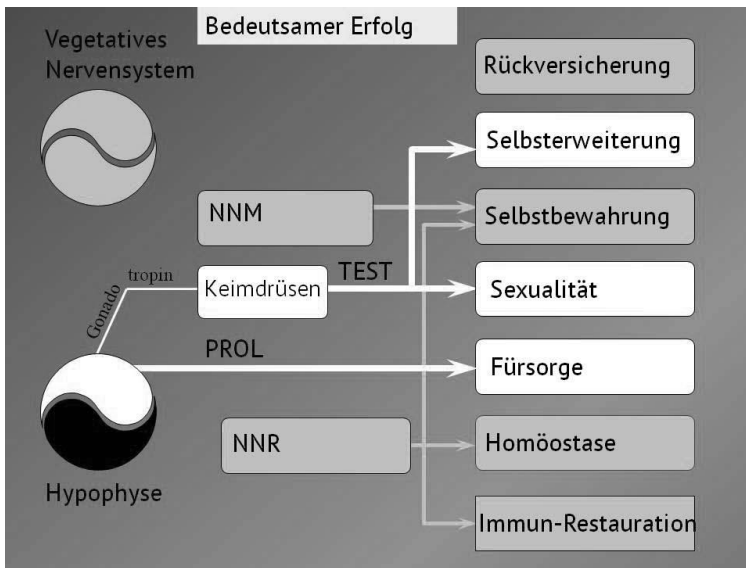 Bedeutsamer Erfolg
Vegetatives
Nervensystem
Rückversicherung
Selbsterweiterung
NNM
Selbstbewahrung
Gonado
tropin
Keimdrüsen
TEST
Sexualität
PROL
Fürsorge
NNR
Homöostase
Hypophyse
Immun-Restauration